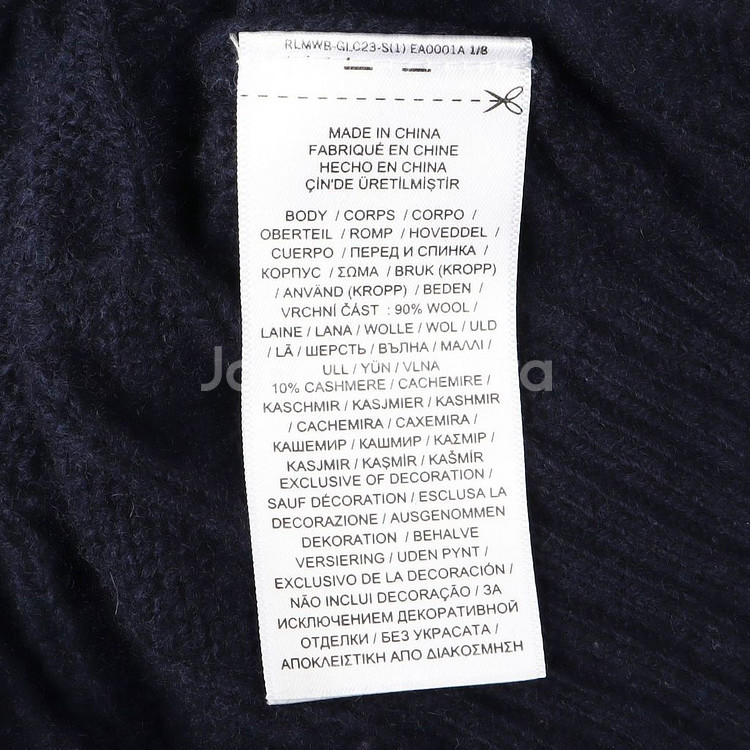 RLMWB-GLC23-S(1) EA0001A 1/8
MADE IN CHINA
FABRIQUÉ EN CHINE
HECHO EN CHINA
ÇİN'DE ÜRETİLMİŞTİR
BODY / CORPS / CORPO /
OBERTEIL / ROMP / HOVEDDEL /
CUERPO / ПЕРЕД И СПИНКА /
КОРПУС / ΣΩΜΑ / BRUK (KROPP)
/ ANVÄND (KROPP) / BEDEN /
VRCHNÍ ČÁST : 90% WOOL /
LAINE / LANA / WOLLE / WOL / ULD
/ LÃ / ШЕРСТЬ / ВЪЛНА / ΜΑΛΛΙ /
ULL / YÜN / VLNA
10% CASHMERE / CACHEMIRE /
KASCHMIR / KASJMIER / KASHMIR
/ CACHEMIRA / CAXEMIRA /
КАШЕМИР / КАШМИР / ΚΑΣΜΙΡ /
KASJMIR / KAŞMİR / KAŠMÍR
EXCLUSIVE OF DECORATION /
SAUF DÉCORATION / ESCLUSA LA
DECORAZIONE / AUSGENOMMEN
DEKORATION / BEHALVE
VERSIERING / UDEN PYNT /
EXCLUSIVO DE LA DECORACIÓN /
NÃO INCLUI DECORAÇÃO / ЗА
ИСКЛЮЧЕНИЕМ ДЕКОРАТИВНОЙ
ОТДЕЛКИ / БЕЗ УКРАСАТА /
ΑΠΟΚΛΕΙΣΤΙΚΗ ΑΠΟ ΔΙΑΚΟΣΜΗΣΗ